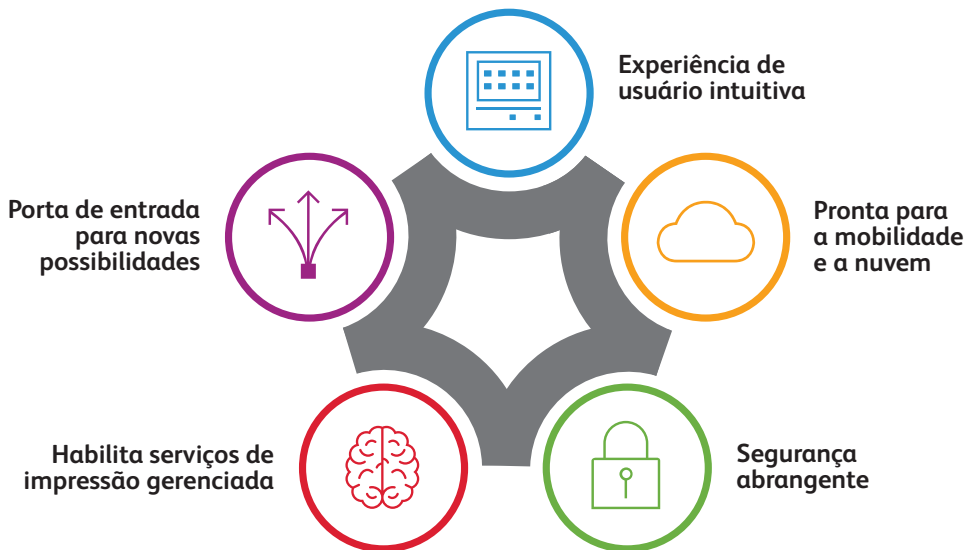 Experiência de
usuário intuitiva
Porta de entrada
para novas
possibilidades
Pronta para
a mobilidade
e a nuvem
Habilita serviços de
impressão gerenciada
Segurança
abrangente